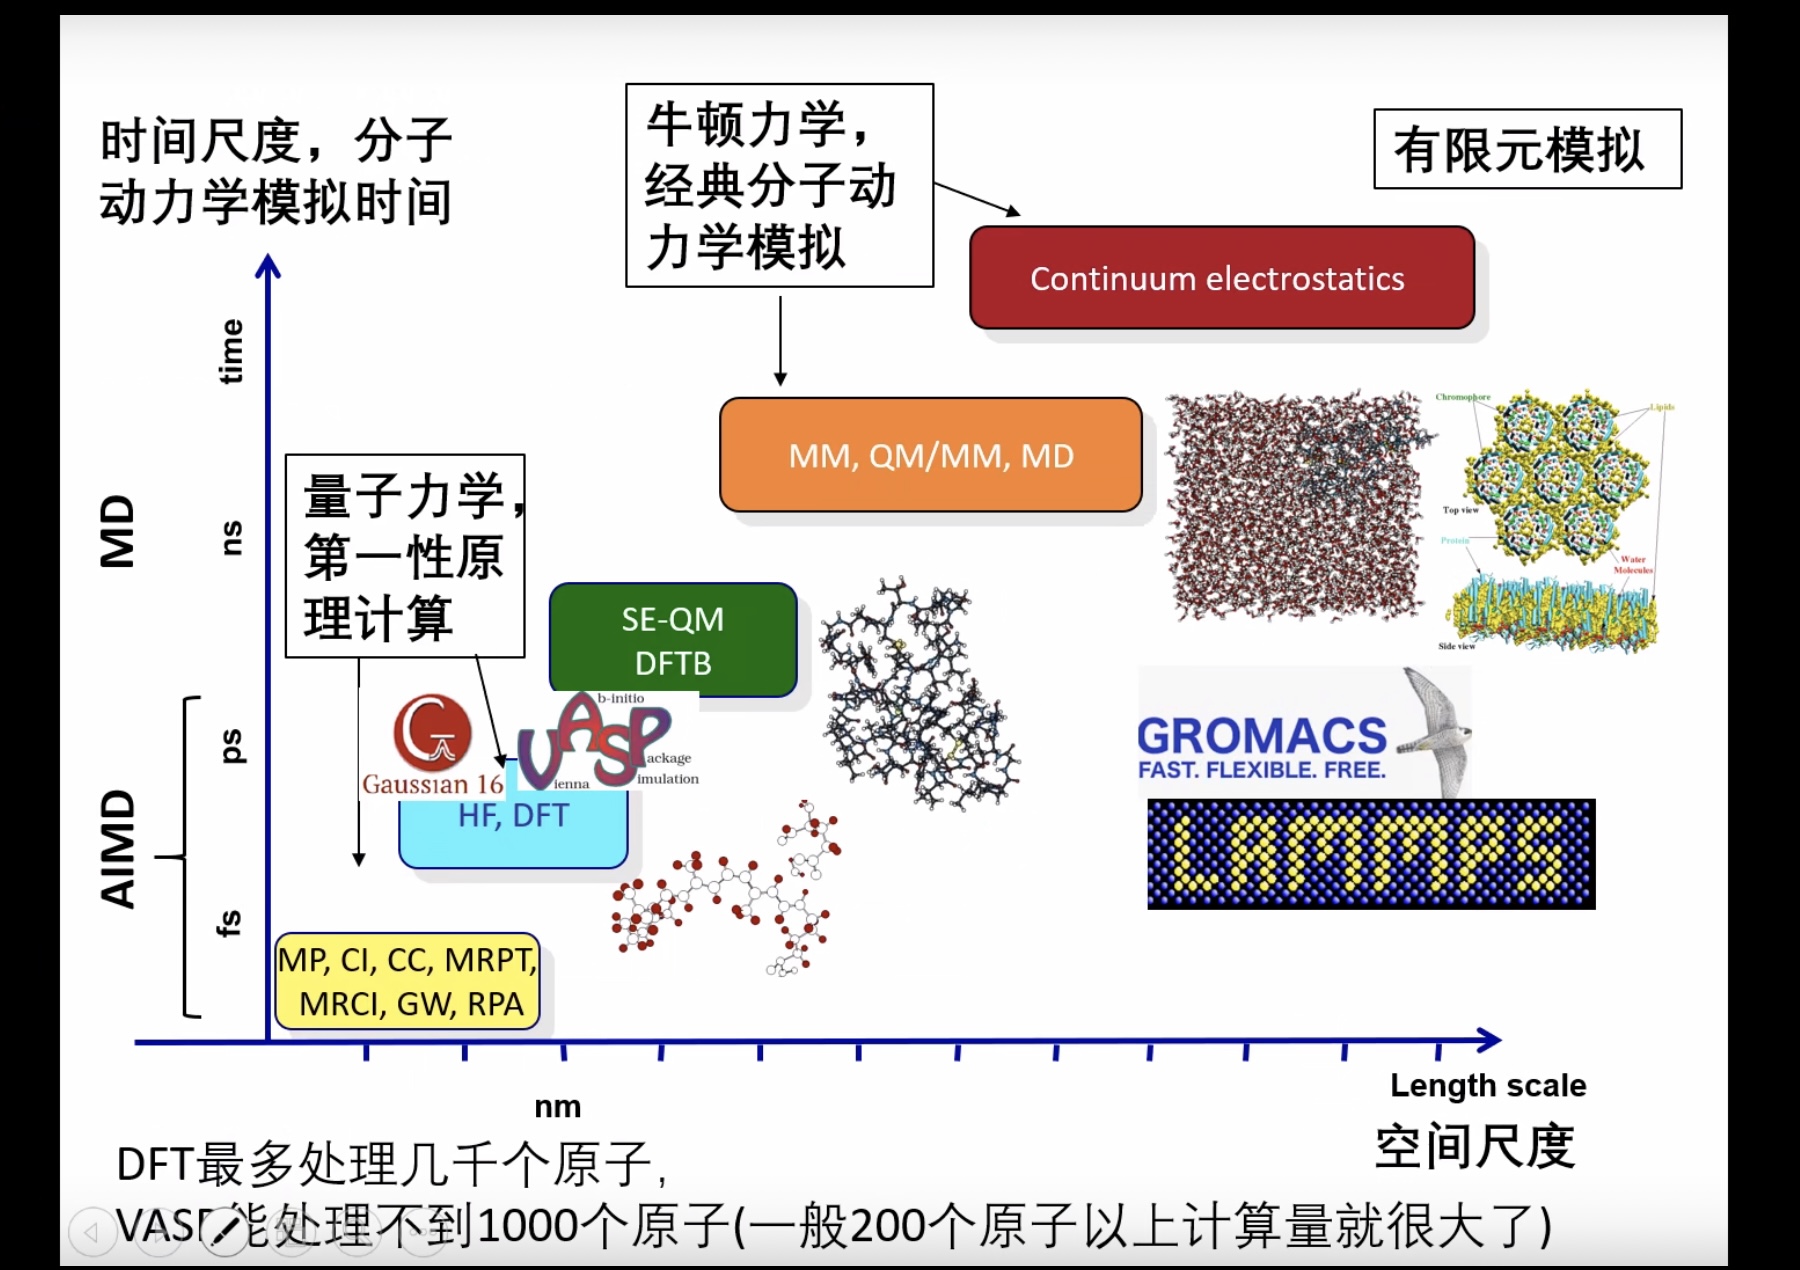 时间尺度，分子
动力学模拟时间
牛顿力学，
经典分子动
力学模拟
有限元模拟
Continuum electrostatics
time
MM, QM/MM, MD
Chromophore
Lipids
Top view
Protein
Water
Molecules
Side view
MD
ns
量子力学，
第一性原
理计算
SE-QM
DFTB
ps
Gaussian 16
b-initio
VASP
ackage
ienna
imulation
HF, DFT
GROMACS
FAST. FLEXIBLE. FREE.
LAMMPS
AIMD
fs
MP, CI, CC, MRPT,
MRCI, GW, RPA
nm
Length scale
空间尺度
DFT最多处理几千个原子，
VASP能处理不到1000个原子(一般200个原子以上计算量就很大了)